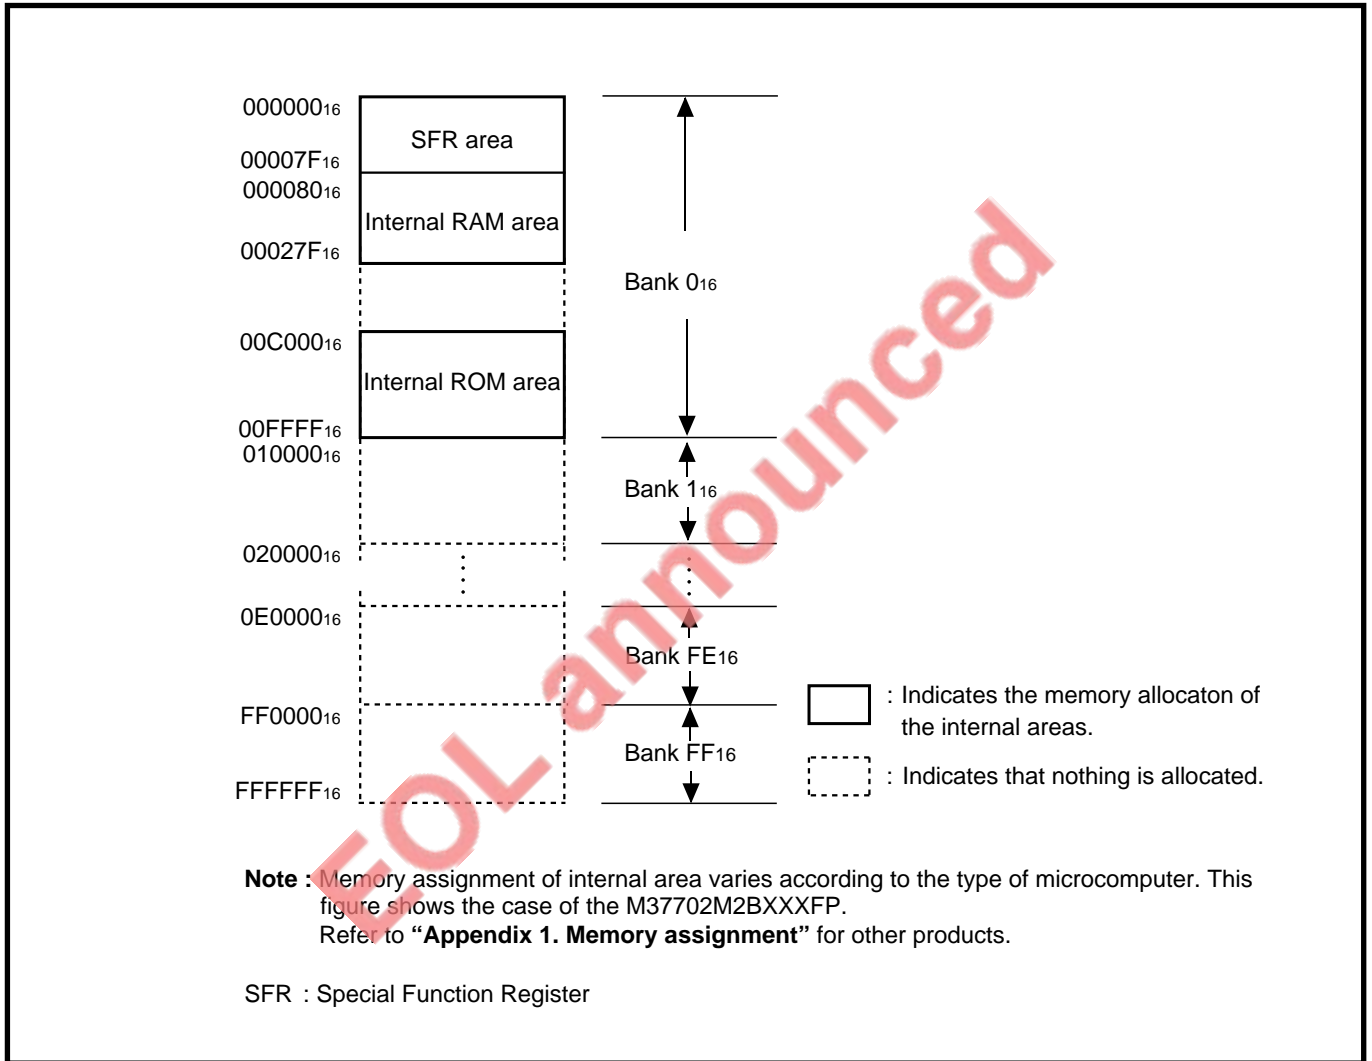 000000₁₆
SFR area
00007F₁₆
000080₁₆
Internal RAM area
00027F₁₆
Bank 0₁₆
00C000₁₆
Internal ROM area
00FFFF₁₆
010000₁₆
Bank 1₁₆
020000₁₆
0E0000₁₆
Bank FE₁₆
FF0000₁₆
Bank FF₁₆
FFFFFF₁₆
: Indicates the memory allocaton of
the internal areas.
: Indicates that nothing is allocated.
EOL announced
Note : Memory assignment of internal area varies according to the type of microcomputer. This
figure shows the case of the M37702M2BXXXFP.
Refer to “Appendix 1. Memory assignment” for other products.
SFR : Special Function Register